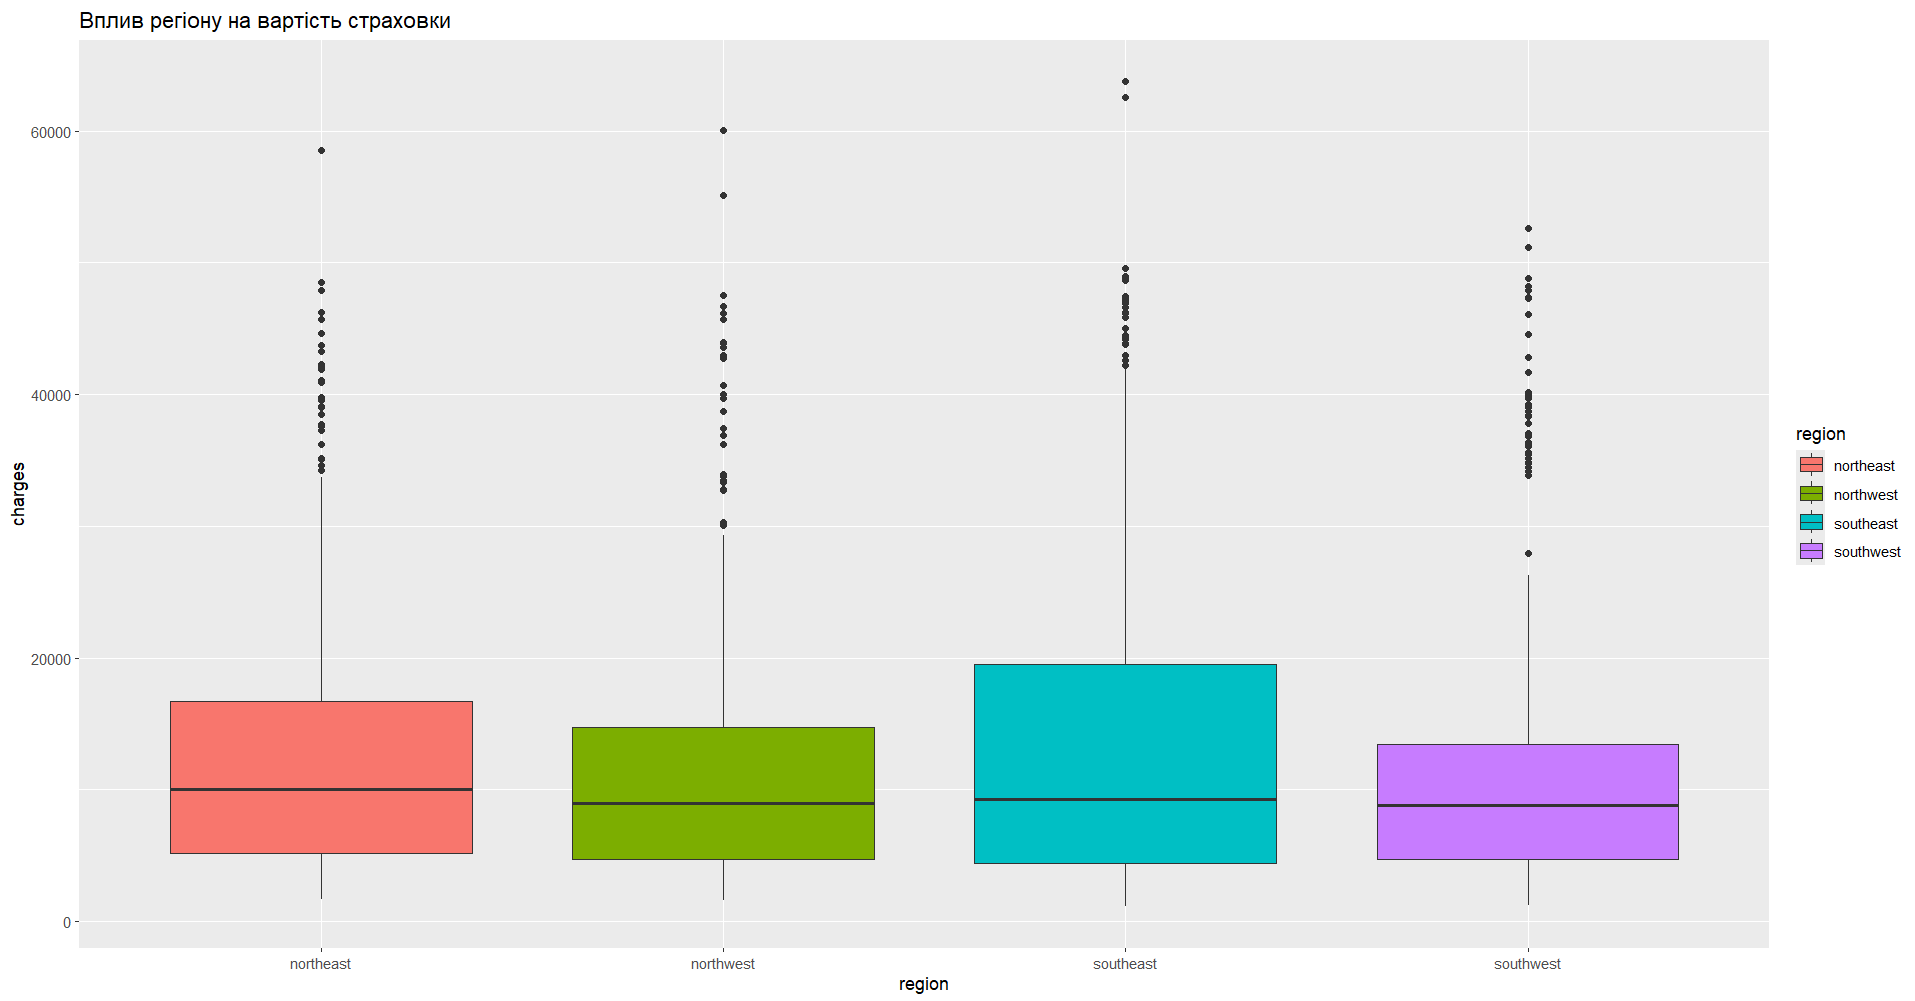 Вплив регіону на вартість страховки
60000
40000
20000
0
charges
northeast
northwest
southeast
southwest
region
region
northeast
northwest
southeast
southwest